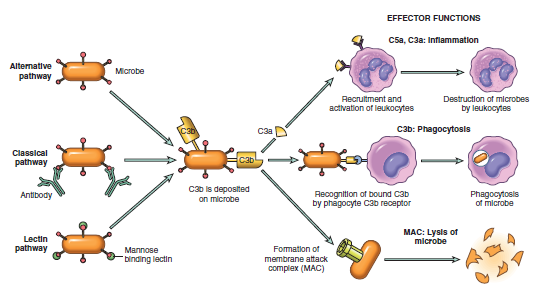 EFFECTOR FUNCTIONS
C5a, C3a: Inflammation
Alternative
pathway
Microbe
Recruitment and
activation of leukocytes
Destruction of microbes
by leukocytes
C3b
C3a
C3b: Phagocytosis
Classical
pathway
C3b
Antibody
C3b is deposited
on microbe
Recognition of bound C3b
by phagocyte C3b receptor
Phagocytosis
of microbe
Lectin
pathway
Mannose
binding lectin
Formation of
membrane attack
complex (MAC)
MAC: Lysis of
microbe